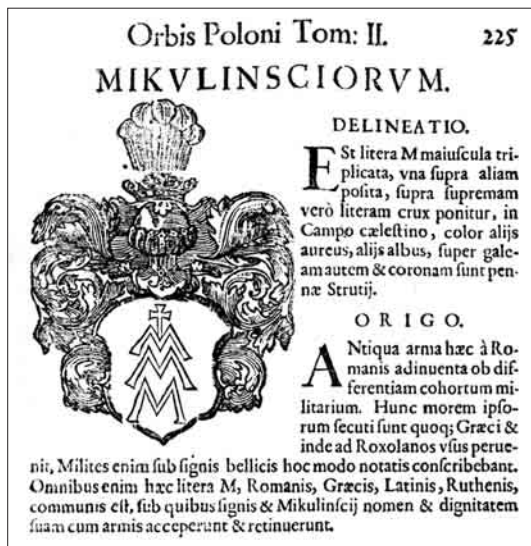 Orbis Poloni Tom: II. 225
MIKVLINSCIORVM.
DELINEATIO.
ESt litera M maiuſcula tri-
plicata, vna ſupra aliam
poſita, ſupra ſupremam
verò literam crux ponitur, in
Campo cæleſtino, color alijs
aureus, alijs albus, ſuper gale-
am autem & coronam ſunt pen-
næ Strutij.
ORIGO.
ANtiqua arma hæc à Ro-
manis adinuenta ob diſ-
ferentiam cohortum mi-
litarium. Hunc morem ipſo-
rum ſecuti ſunt quoq; Græci &
inde ad Roxolanos vſus perue-
nit, Milites enim ſub ſignis bellicis hoc modo notatis conſcribebant.
Omnibus enim hæc litera M, Romanis, Græcis, Latinis, Ruthenis,
communis eſt, ſub quibus ſignis & Mikulinſcij nomen & dignitatem
ſuam cum armis acceperunt & retinuerunt.
M
M
M